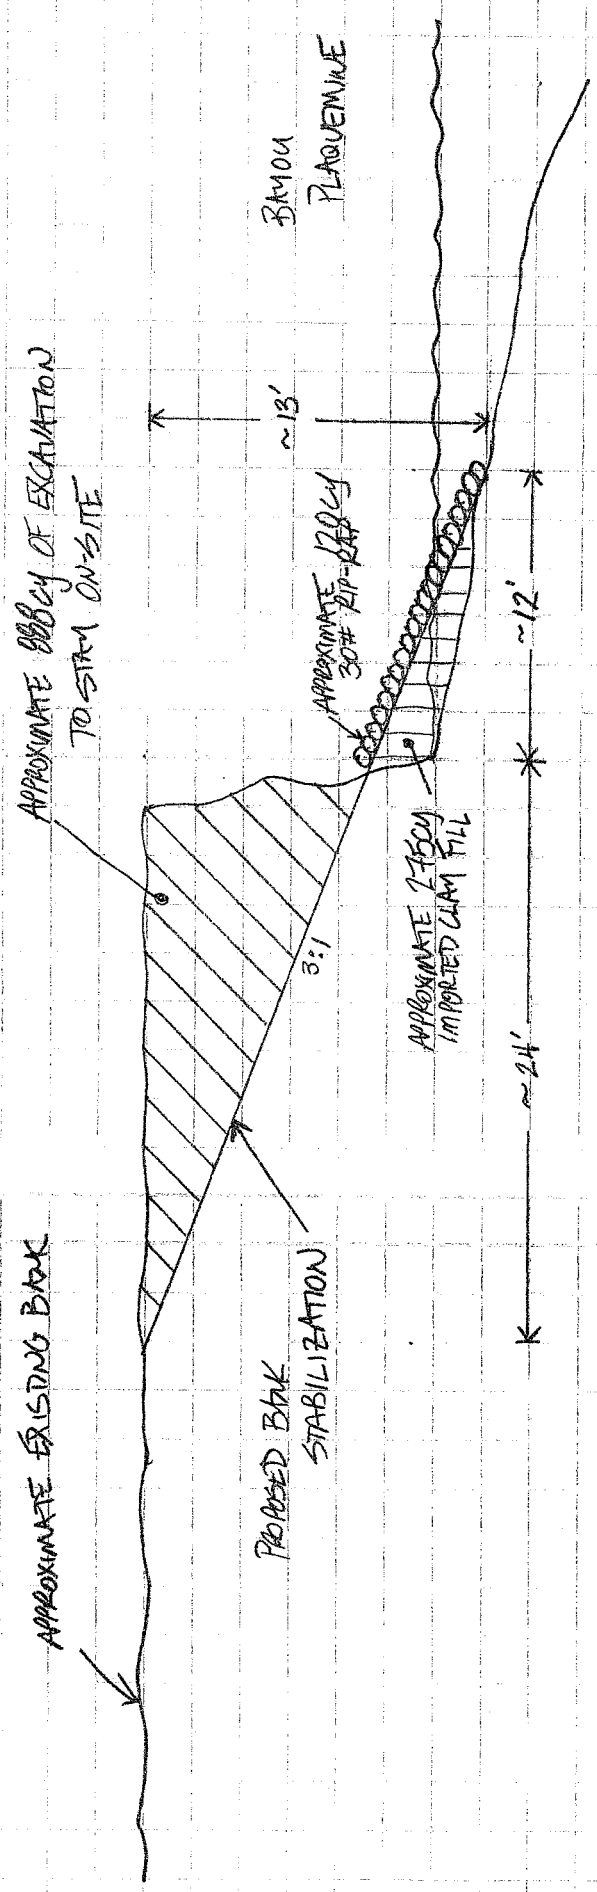 APPROXIMATE EXISTING BANK
APPROXIMATE 888CY OF EXCAVATION
TO STAY ON-SITE
BAYOU
PLAQUEMINE
~13'
APPROXIMATE 128CY
30# RIP-RAP
3:1
PROPOSED BANK
STABILIZATION
APPROXIMATE 275CY
IMPORTED CLAY FILL
~24'
~12'